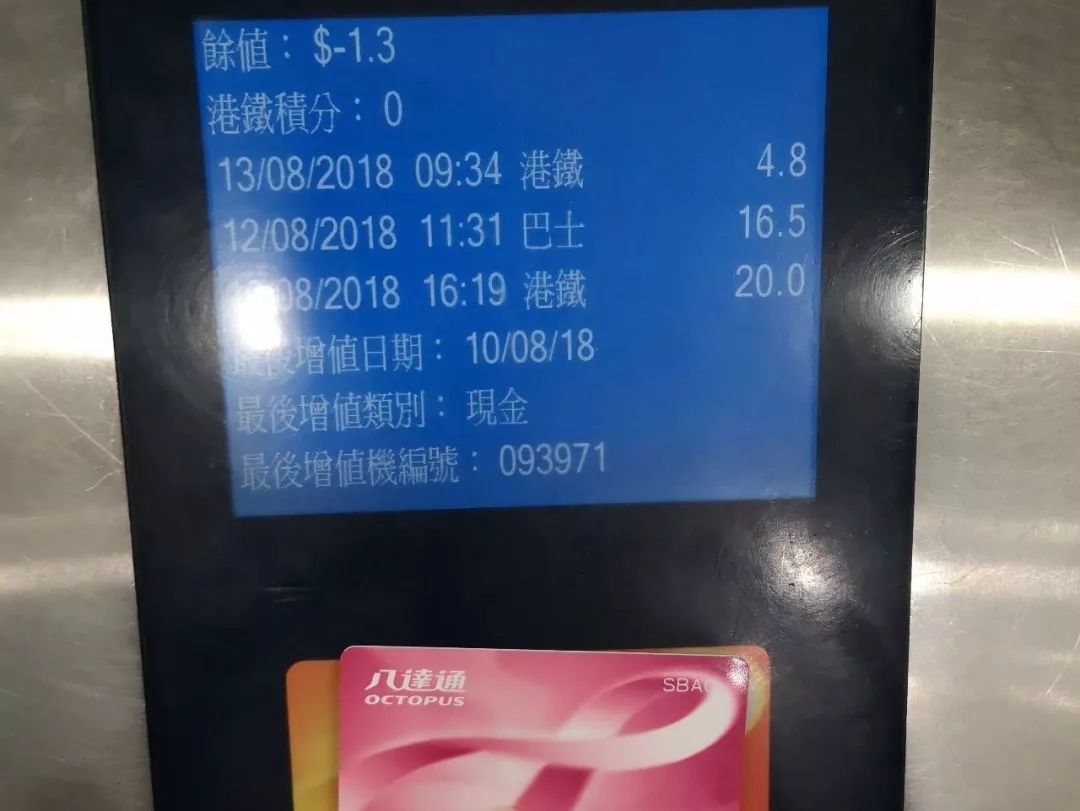 餘值： $-1.3
港鐵積分： 0
13/08/2018 09:34 港鐵 4.8
12/08/2018 11:31 巴士 16.5
08/2018 16:19 港鐵 20.0
最後增值日期： 10/08/18
最後增值類別： 現金
最後增值機編號： 093971
八達通
OCTOPUS